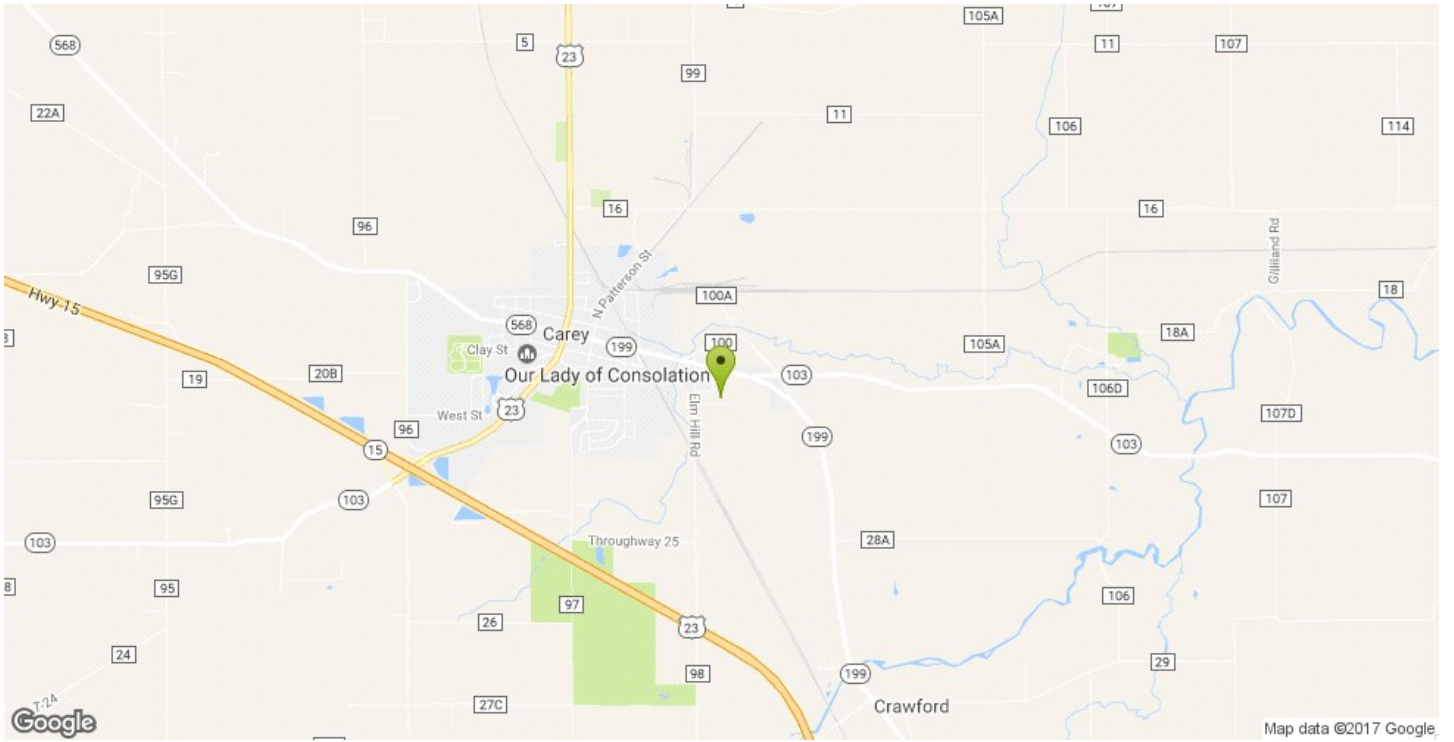 105A
107
568
5
23
11
107
99
22A
11
106
114
16
16
96
Gilliland Rd
95G
N Patterson St
Hwy 15
100A
18
568
Carey
199
100
105A
18A
Clay St
Our Lady of Consolation
103
19
20B
106D
West St
23
Elm Hill Rd
107D
96
199
103
15
95G
103
107
103
Throughway 25
28A
95
97
106
26
23
24
98
199
29
T-24
27C
Crawford
Google
Map data ©2017 Google